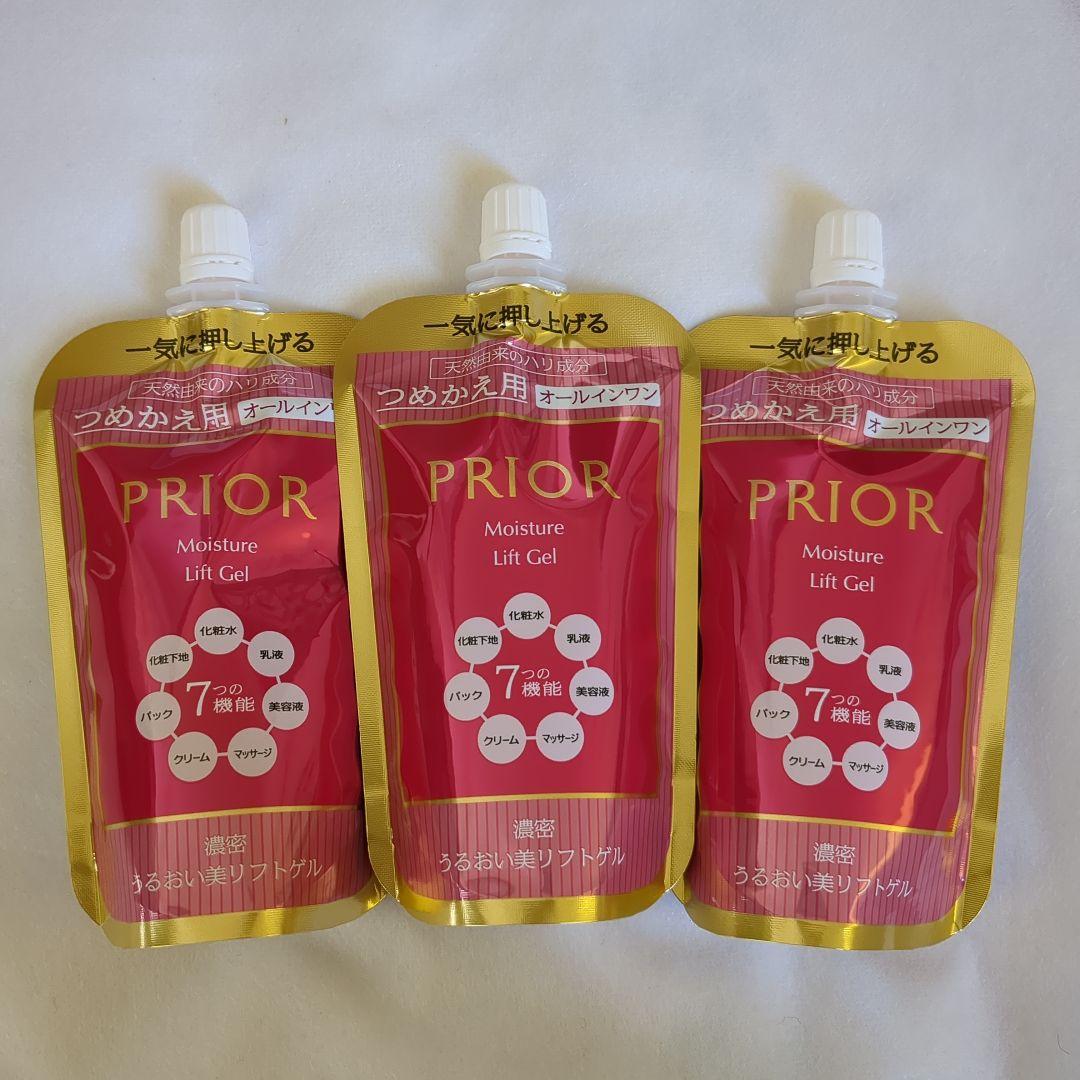 一気に押し上げる
天然由来のハリ成分
つめかえ用 オールインワ
PRIOR
Moisture
Lift Gel
化粧水
化粧下地
乳液
7つの機能
パック
美容液
クリーム
マッサージ
濃密
うるおい美リフトゲル
一気に押し上げる
天然由来のハリ成分
つめかえ用 オールインワン
PRIOR
Moisture
Lift Gel
化粧水
化粧下地
乳液
7つの機能
パック
美容液
クリーム
マッサージ
濃密
うるおい美リフトゲル
一気に押し上げる
天然由来のハリ成分
つめかえ用 オールインワン
PRIOR
Moisture
Lift Gel
化粧水
化粧下地
乳液
7つの機能
パック
美容液
クリーム
マッサージ
濃密
うるおい美リフトゲル